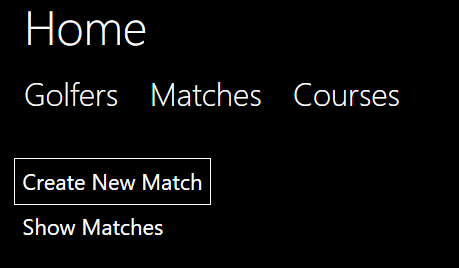 Home
Golfers Matches Courses
Create New Match
Show Matches